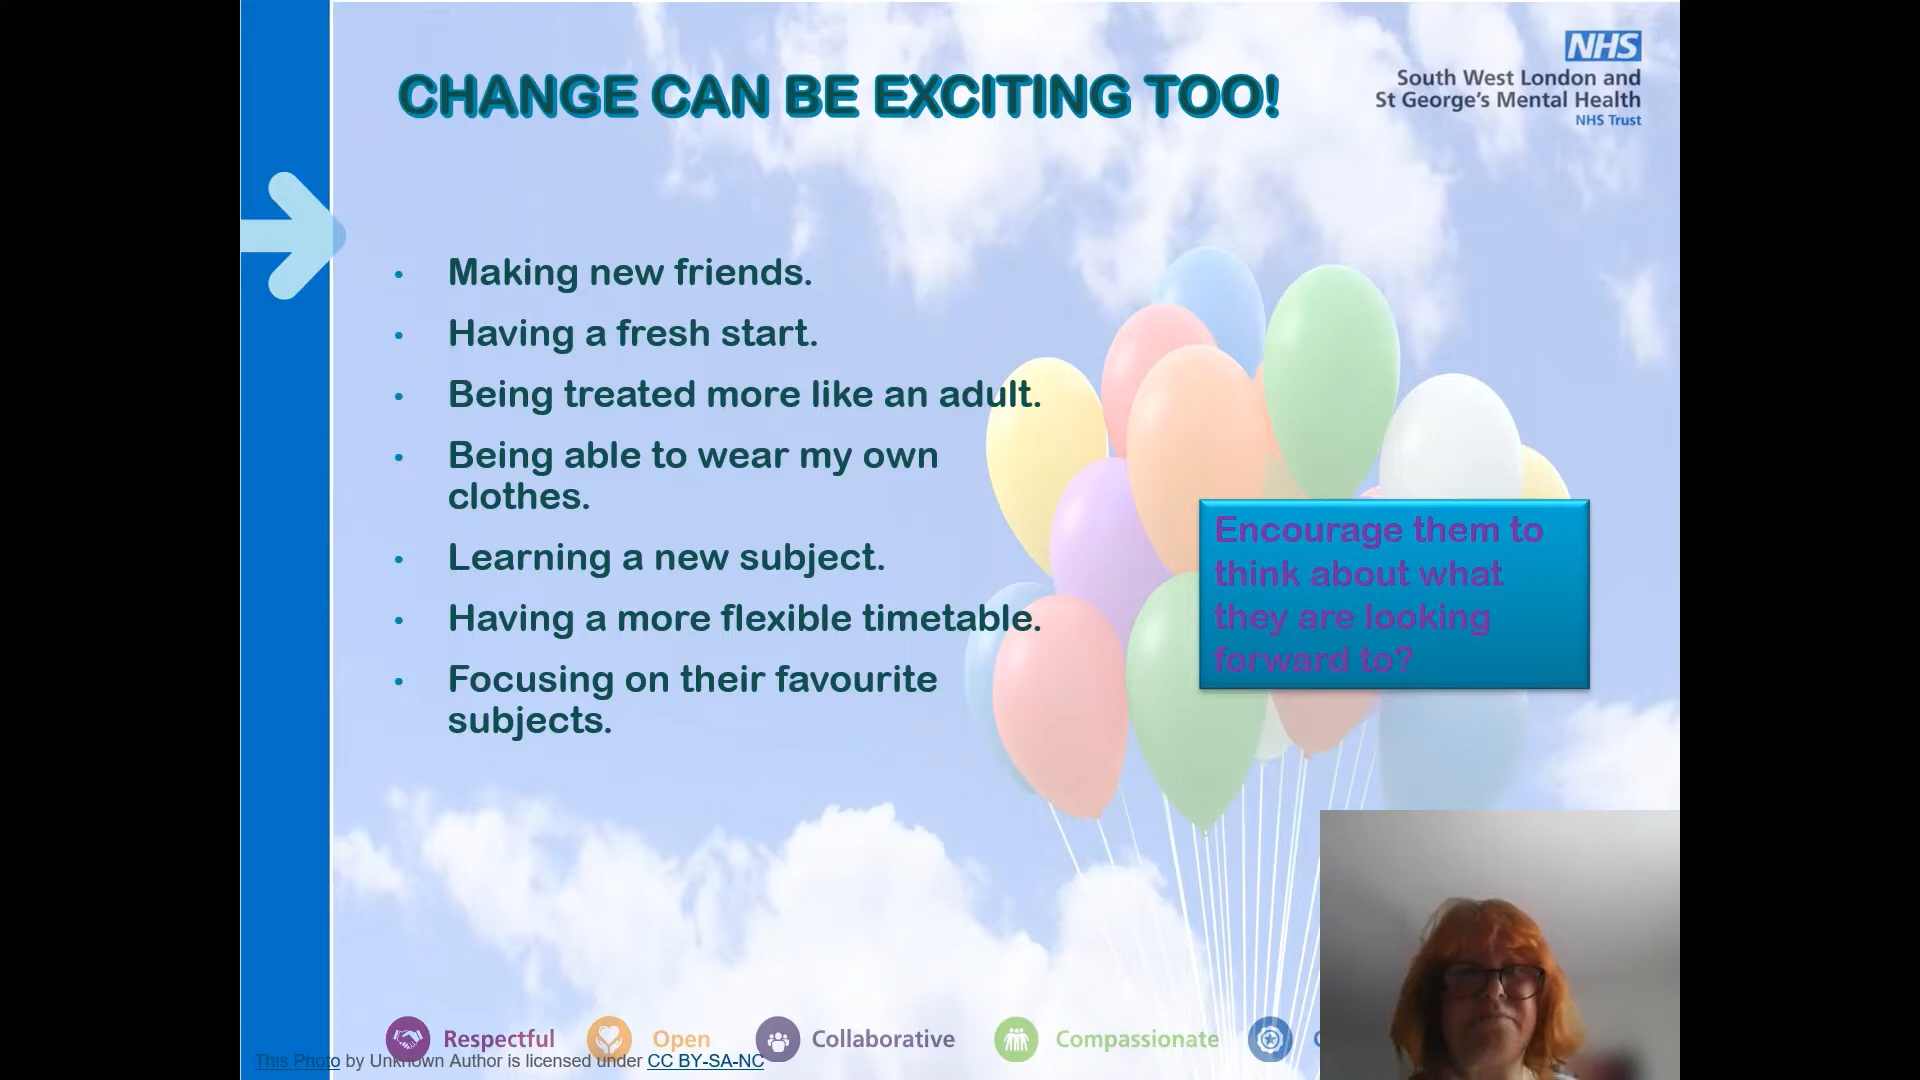 NHS
South West London and
St George's Mental Health
NHS Trust
CHANGE CAN BE EXCITING TOO!
• Making new friends.
• Having a fresh start.
• Being treated more like an adult.
• Being able to wear my own
clothes.
• Learning a new subject.
• Having a more flexible timetable.
• Focusing on their favourite
subjects.
Encourage them to
think about what
they are looking
forward to?
Respectful Open Collaborative Compassionate
This Photo by Unknown Author is licensed under CC BY-SA-NC